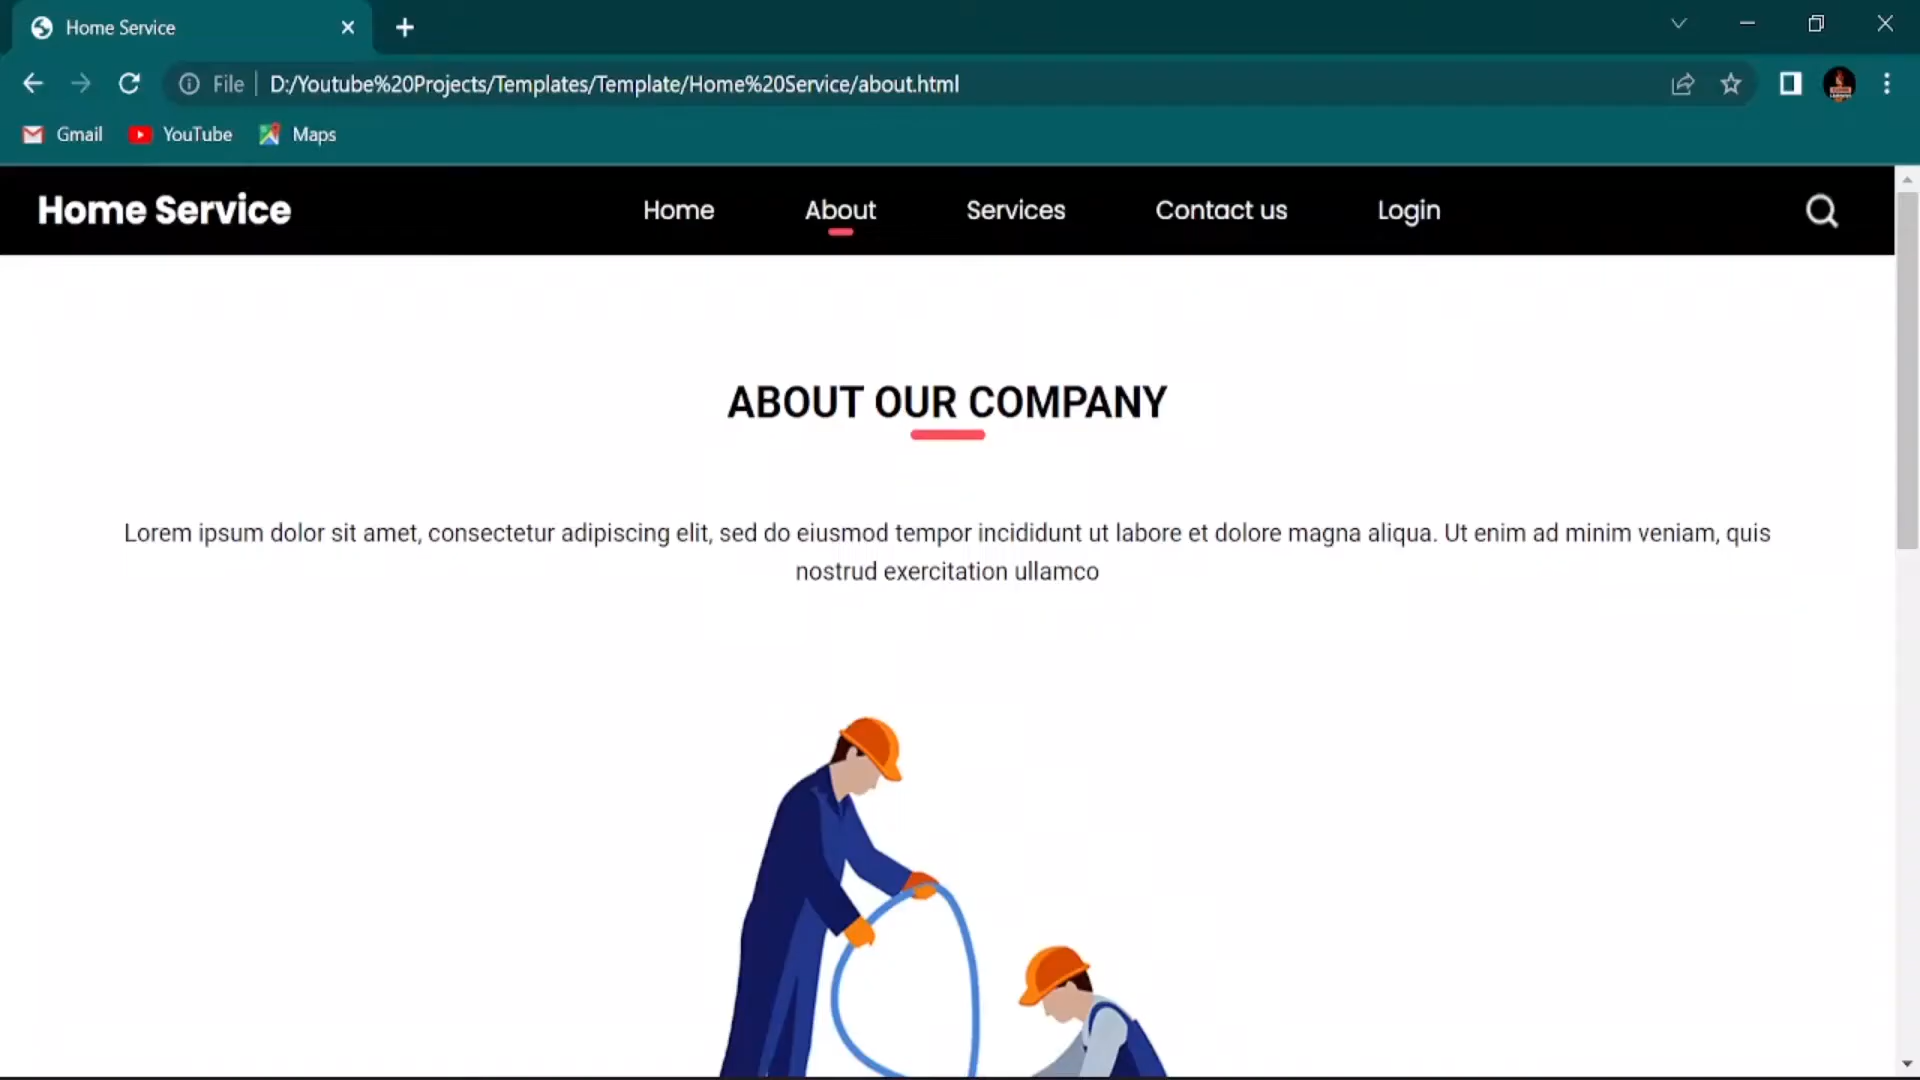 Home Service
File
D:/Youtube%20Projects/Templates/Template/Home%20Service/about.html
Gmail
YouTube
Maps
Home Service
Home
About
Services
Contact us
Login
ABOUT OUR COMPANY
Lorem ipsum dolor sit amet, consectetur adipiscing elit, sed do eiusmod tempor incididunt ut labore et dolore magna aliqua. Ut enim ad minim veniam, quis
nostrud exercitation ullamco